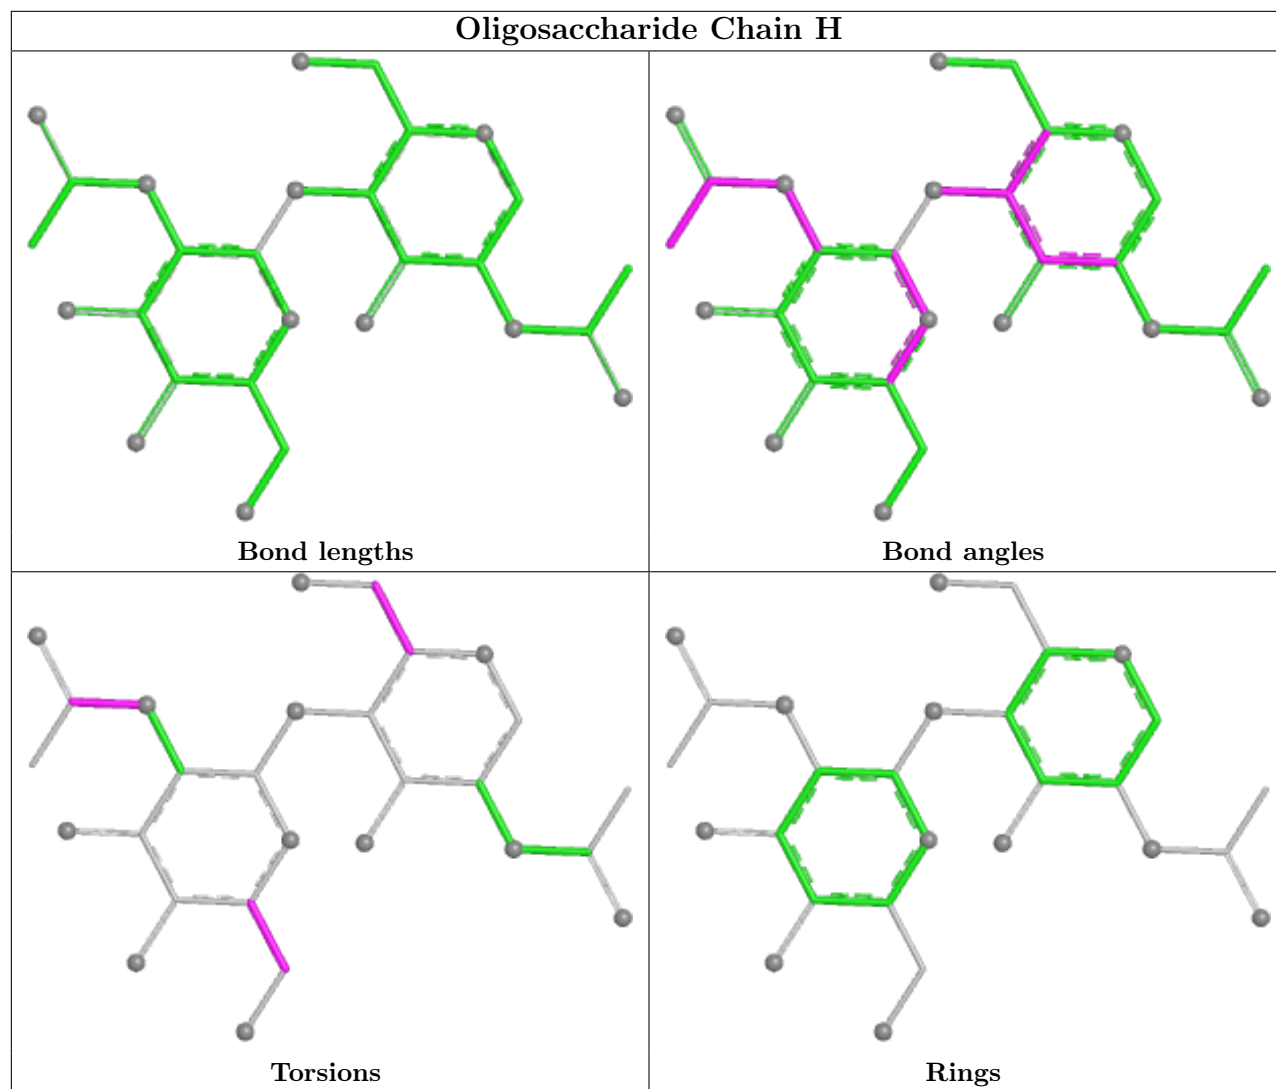 Oligosaccharide Chain H
Bond lengths
Bond angles
Torsions
Rings